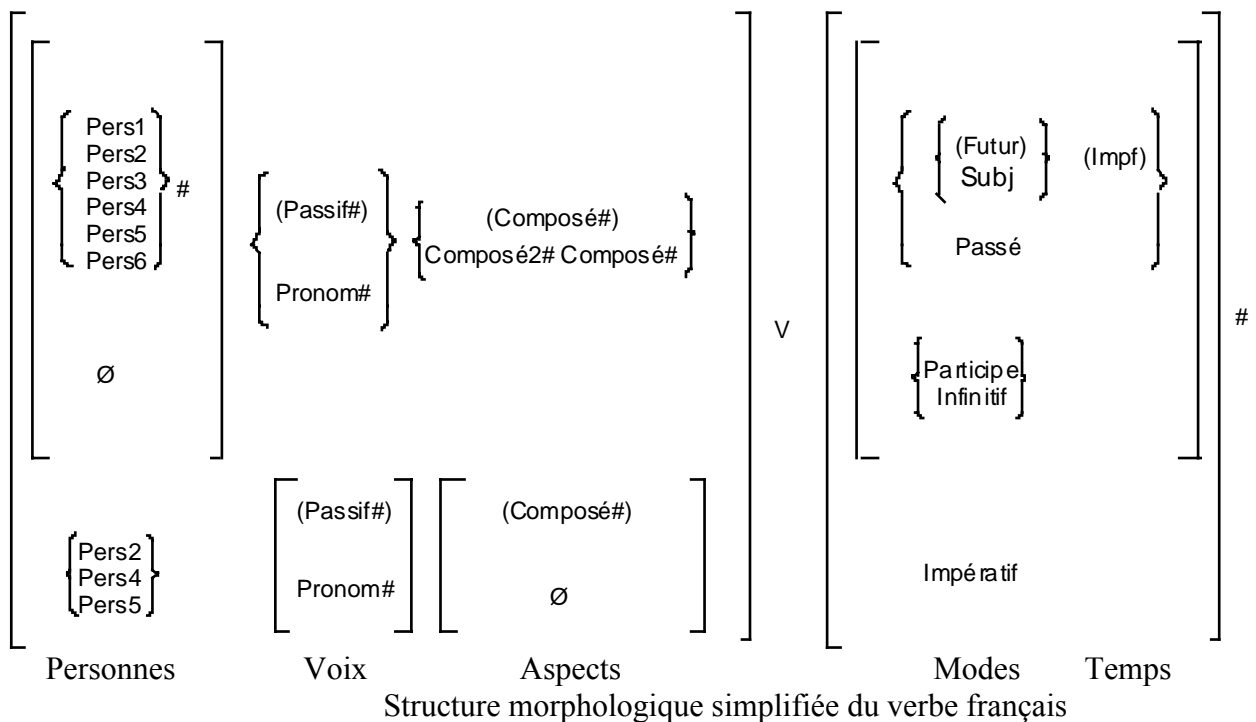 Pers1
Pers2
Pers3
Pers4
Pers5
Pers6
#
Ø
(Passif#)
Pronom#
(Composé#)
Composé2# Composé#
V
(Futur)
Subj
(Impf)
Passé
Participe
Infinitif
#
Pers2
Pers4
Pers5
(Passif#)
Pronom#
(Composé#)
Ø
Impératif
Personnes Voix Aspects Modes Temps
Structure morphologique simplifiée du verbe français